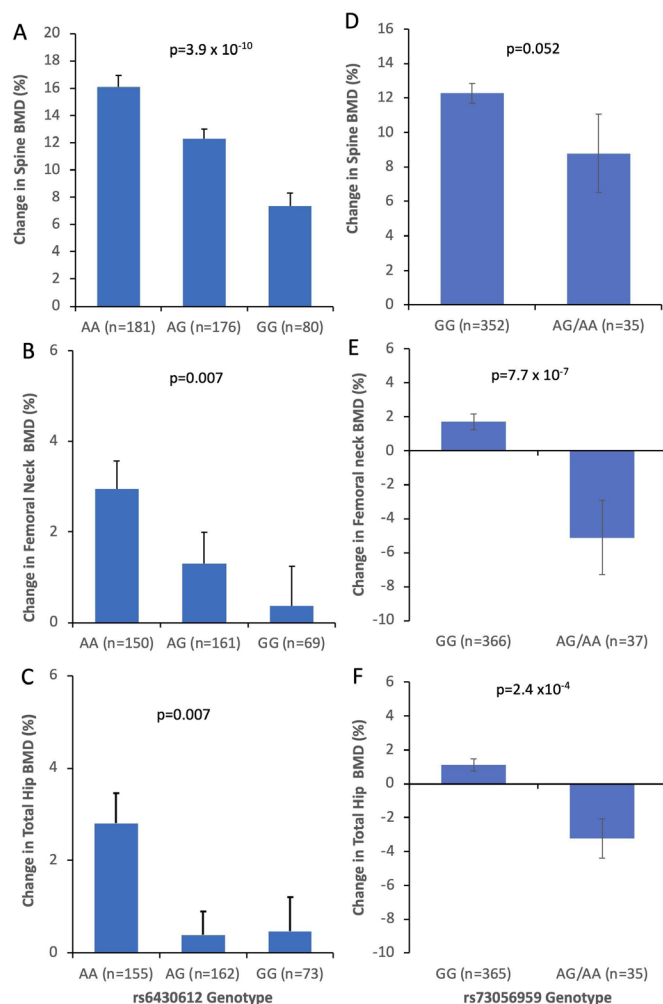 A
p=3.9 x 10-10
Change in Spine BMD (%)
20
18
16
14
12
10
8
6
4
2
0
AA (n=181) AG (n=176) GG (n=80)
B
p=0.007
Change in Femoral Neck BMD (%)
6
4
2
0
AA (n=150) AG (n=161) GG (n=69)
C
p=0.007
Change in Total Hip BMD (%)
6
4
2
0
AA (n=155) AG (n=162) GG (n=73)
rs6430612 Genotype
D
p=0.052
Change in Spine BMD (%)
16
14
12
10
8
6
4
2
0
GG (n=352) AG/AA (n=35)
E
p=7.7 x 10-7
Change in Femoral neck BMD (%)
6
4
2
0
-2
-4
-6
-8
-10
GG (n=366) AG/AA (n=37)
F
p=2.4 x10-4
Change in Total Hip BMD (%)
6
4
2
0
-2
-4
-6
-8
-10
GG (n=365) AG/AA (n=35)
rs73056959 Genotype